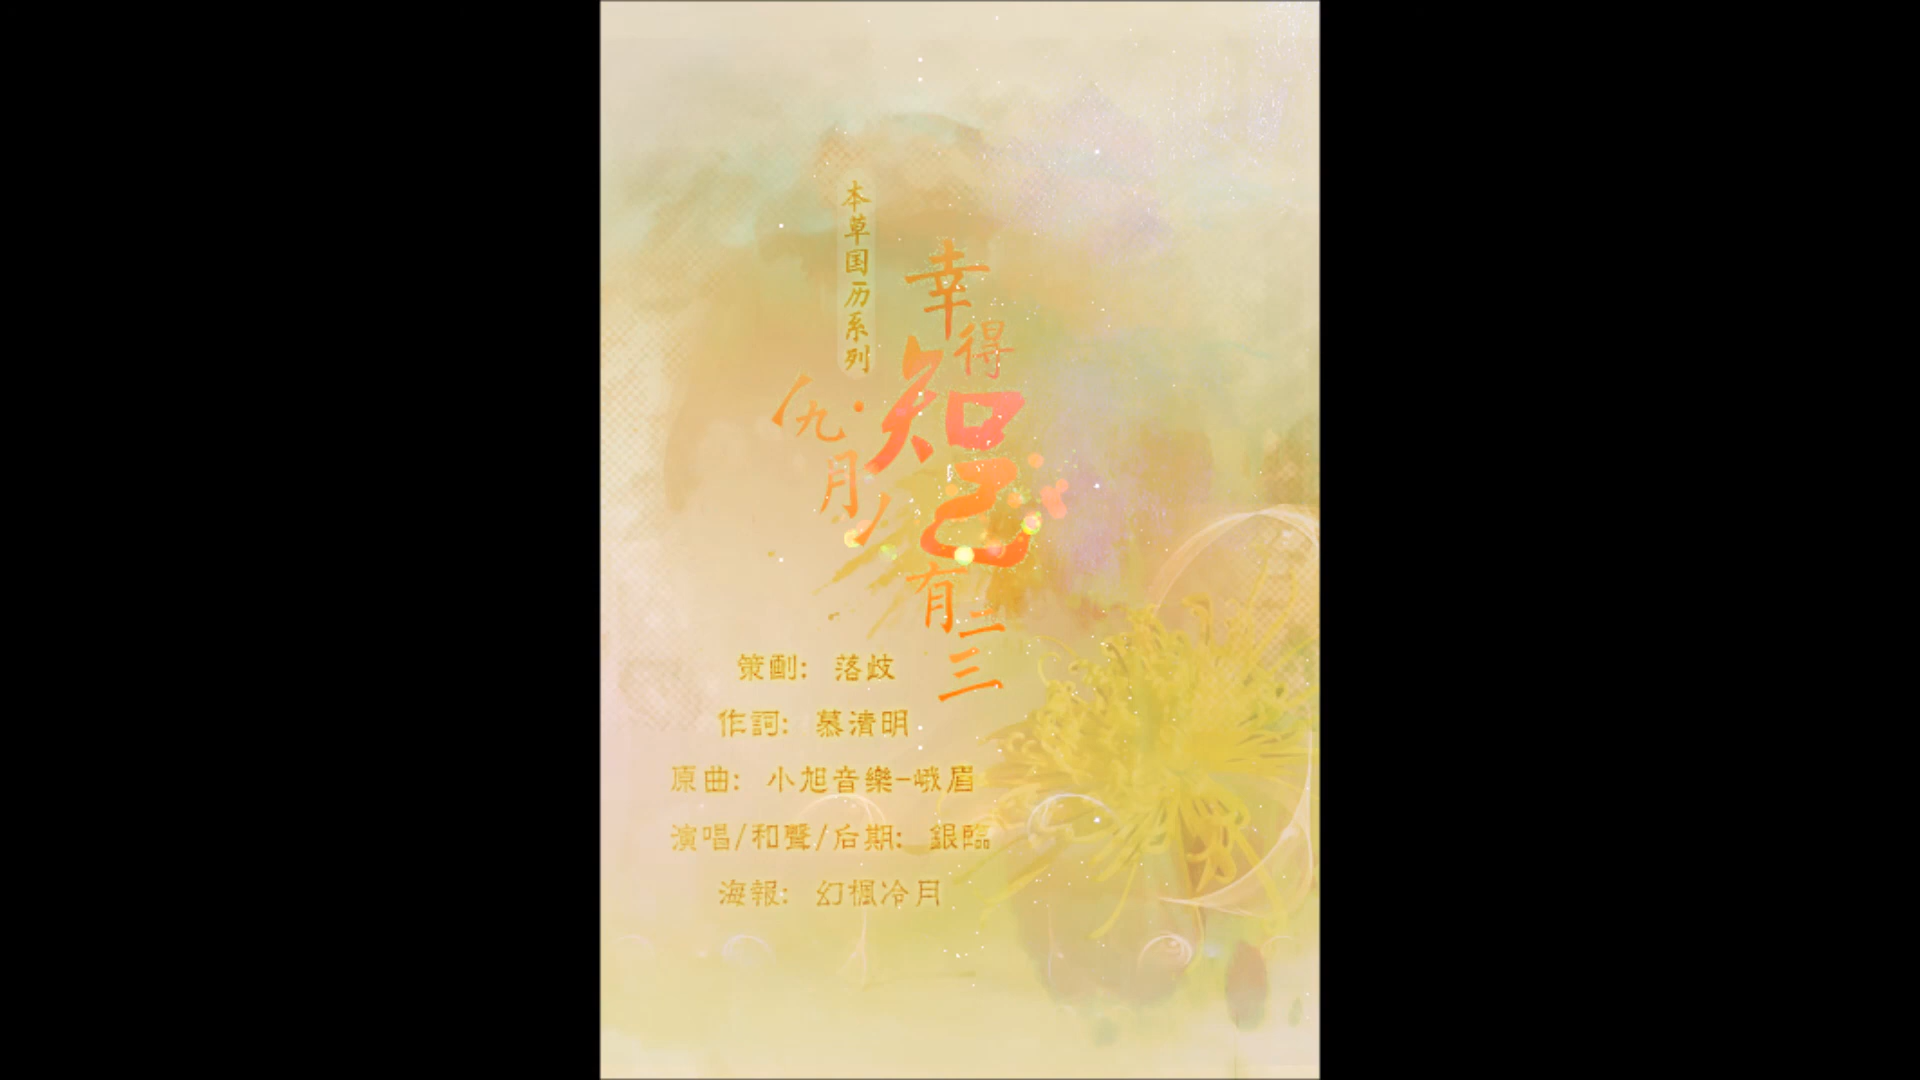 本草国历系列
幸得知己有二三
仇·九月
策劃: 落歧
作詞: 慕清明
原曲: 小旭音樂-峨眉
演唱/和聲/后期: 銀臨
海報: 幻楓冷月